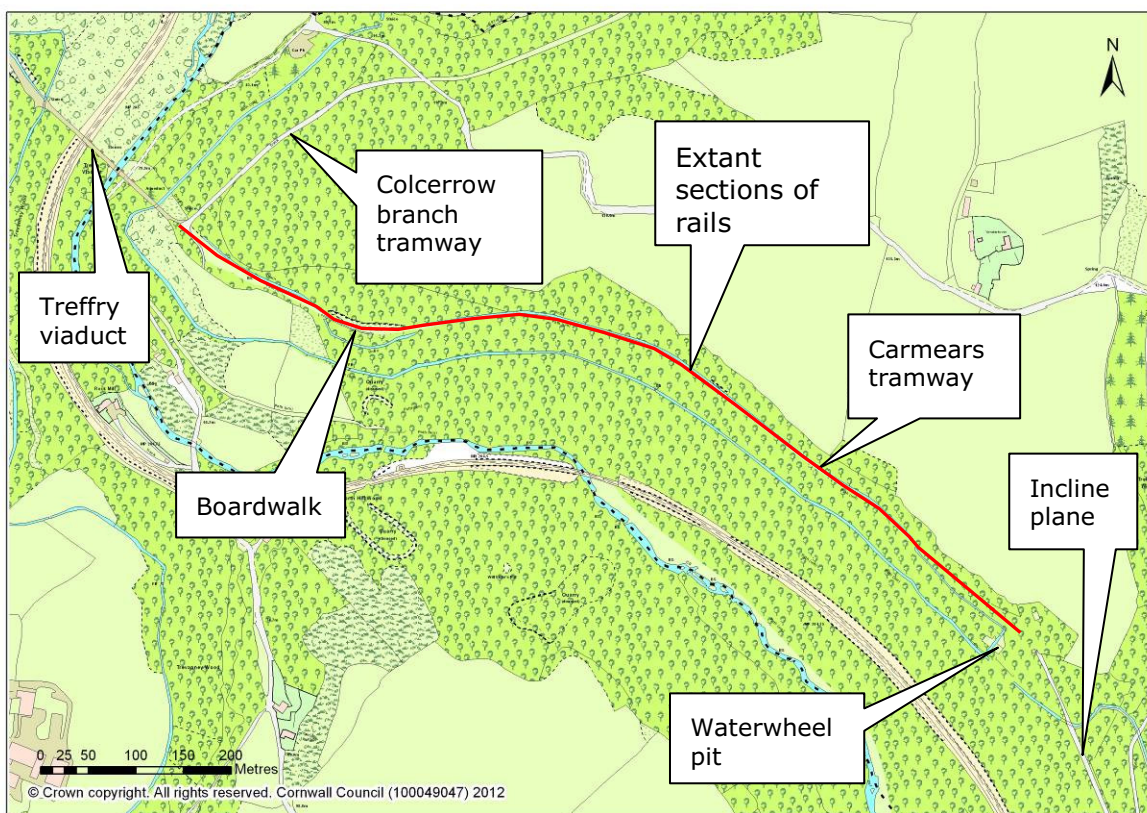 N
Colcerrow
branch
tramway
Extant
sections of
rails
Treffry
viaduct
Carmears
tramway
Boardwalk
Incline
plane
Waterwheel
pit
0 25 50 100 150 200
Metres
© Crown copyright. All rights reserved. Cornwall Council (100049047) 2012